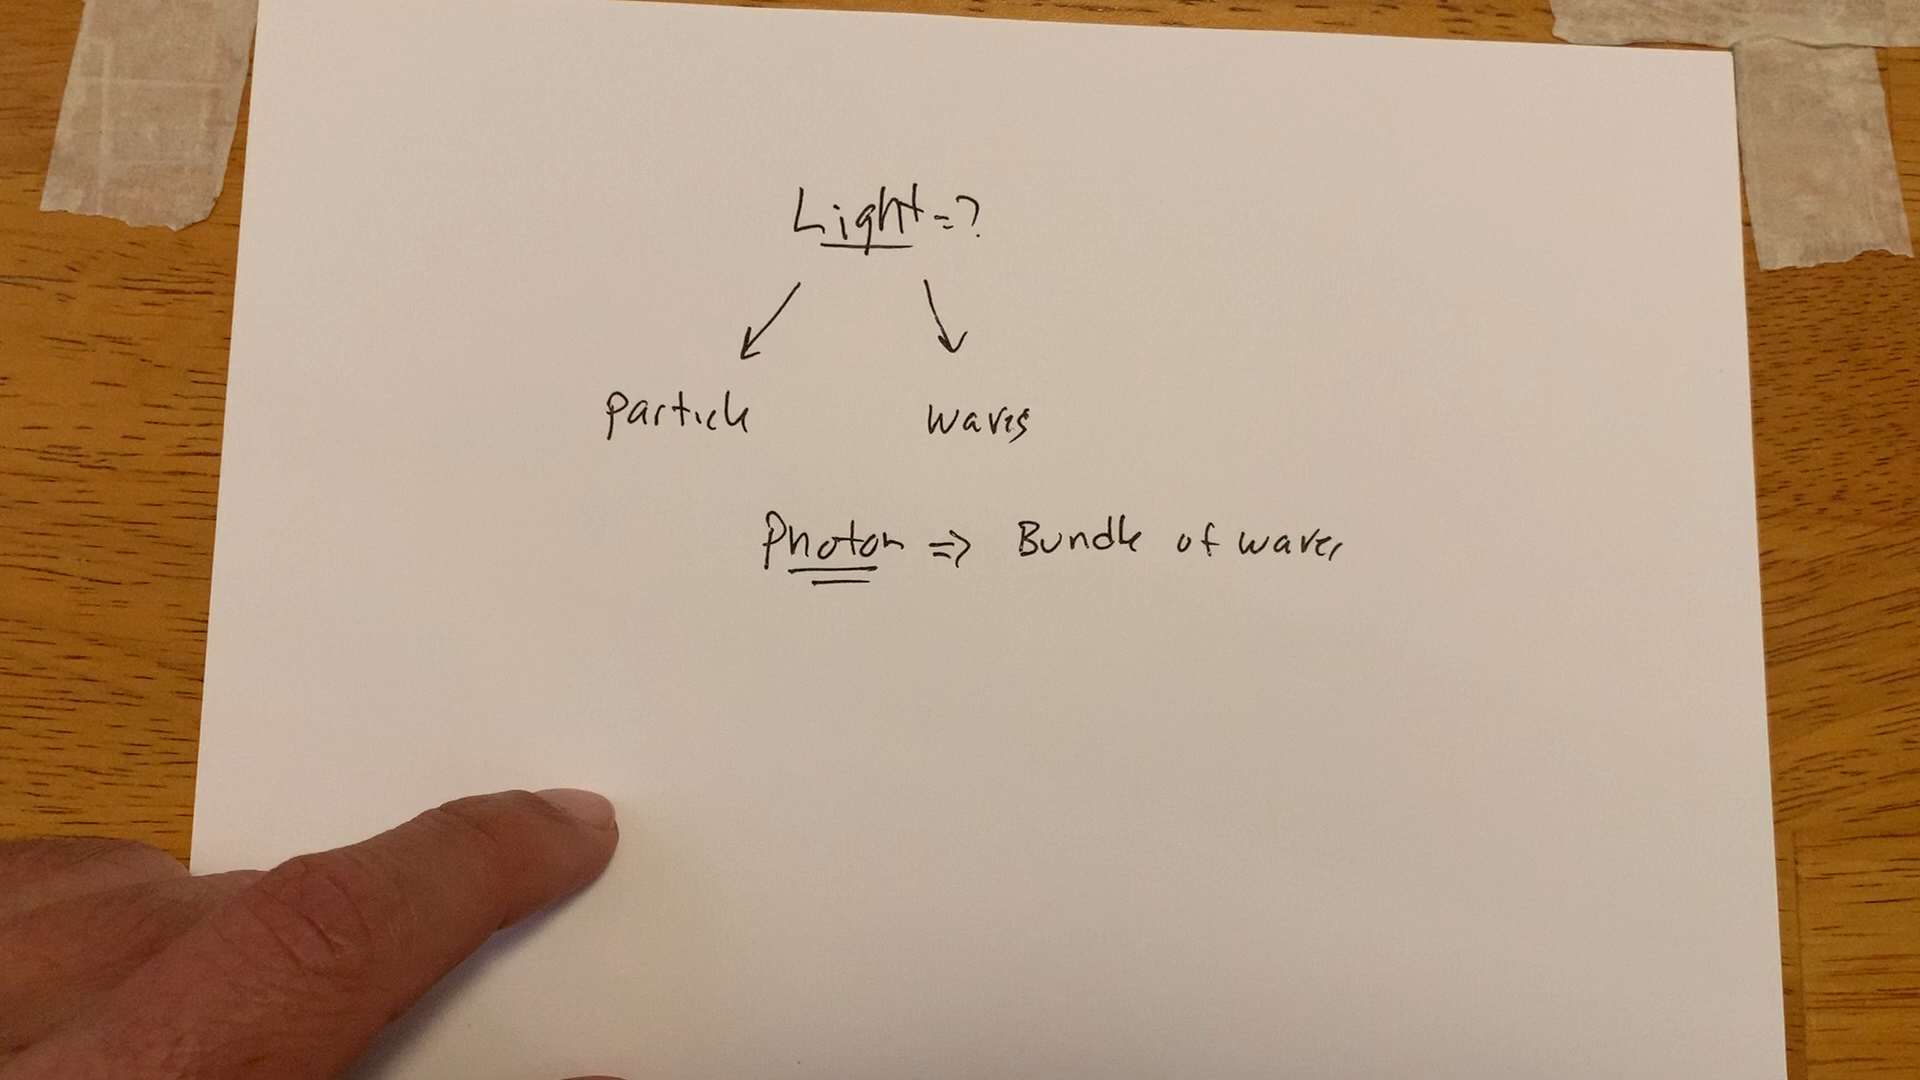 Light = ?
particle waves
Photon ⇒ Bundle of waves